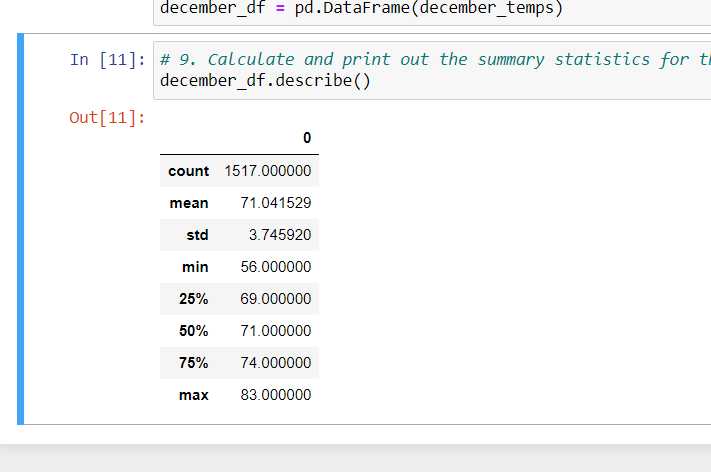 december_df = pd.DataFrame(december_temps)
In [11]: # 9. Calculate and print out the summary statistics for
december_df.describe()
Out[11]:
0
count 1517.000000
mean 71.041529
std 3.745920
min 56.000000
25% 69.000000
50% 71.000000
75% 74.000000
max 83.000000